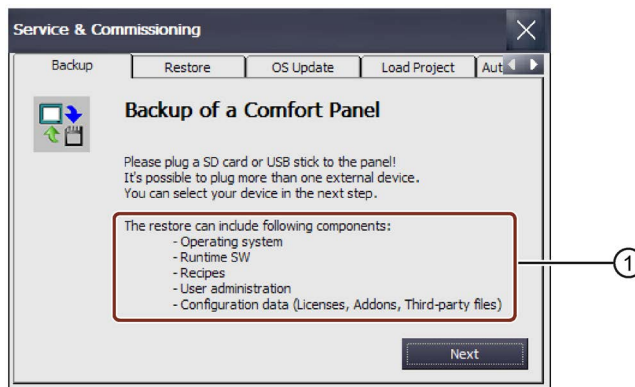 Service & Commissioning
Backup
Restore
OS Update
Load Project
Aut
Backup of a Comfort Panel
Please plug a SD card or USB stick to the panel!
It's possible to plug more than one external device.
You can select your device in the next step.
The restore can include following components:
- Operating system
- Runtime SW
- Recipes
- User administration
- Configuration data (Licenses, Addons, Third-party files)
1
Next